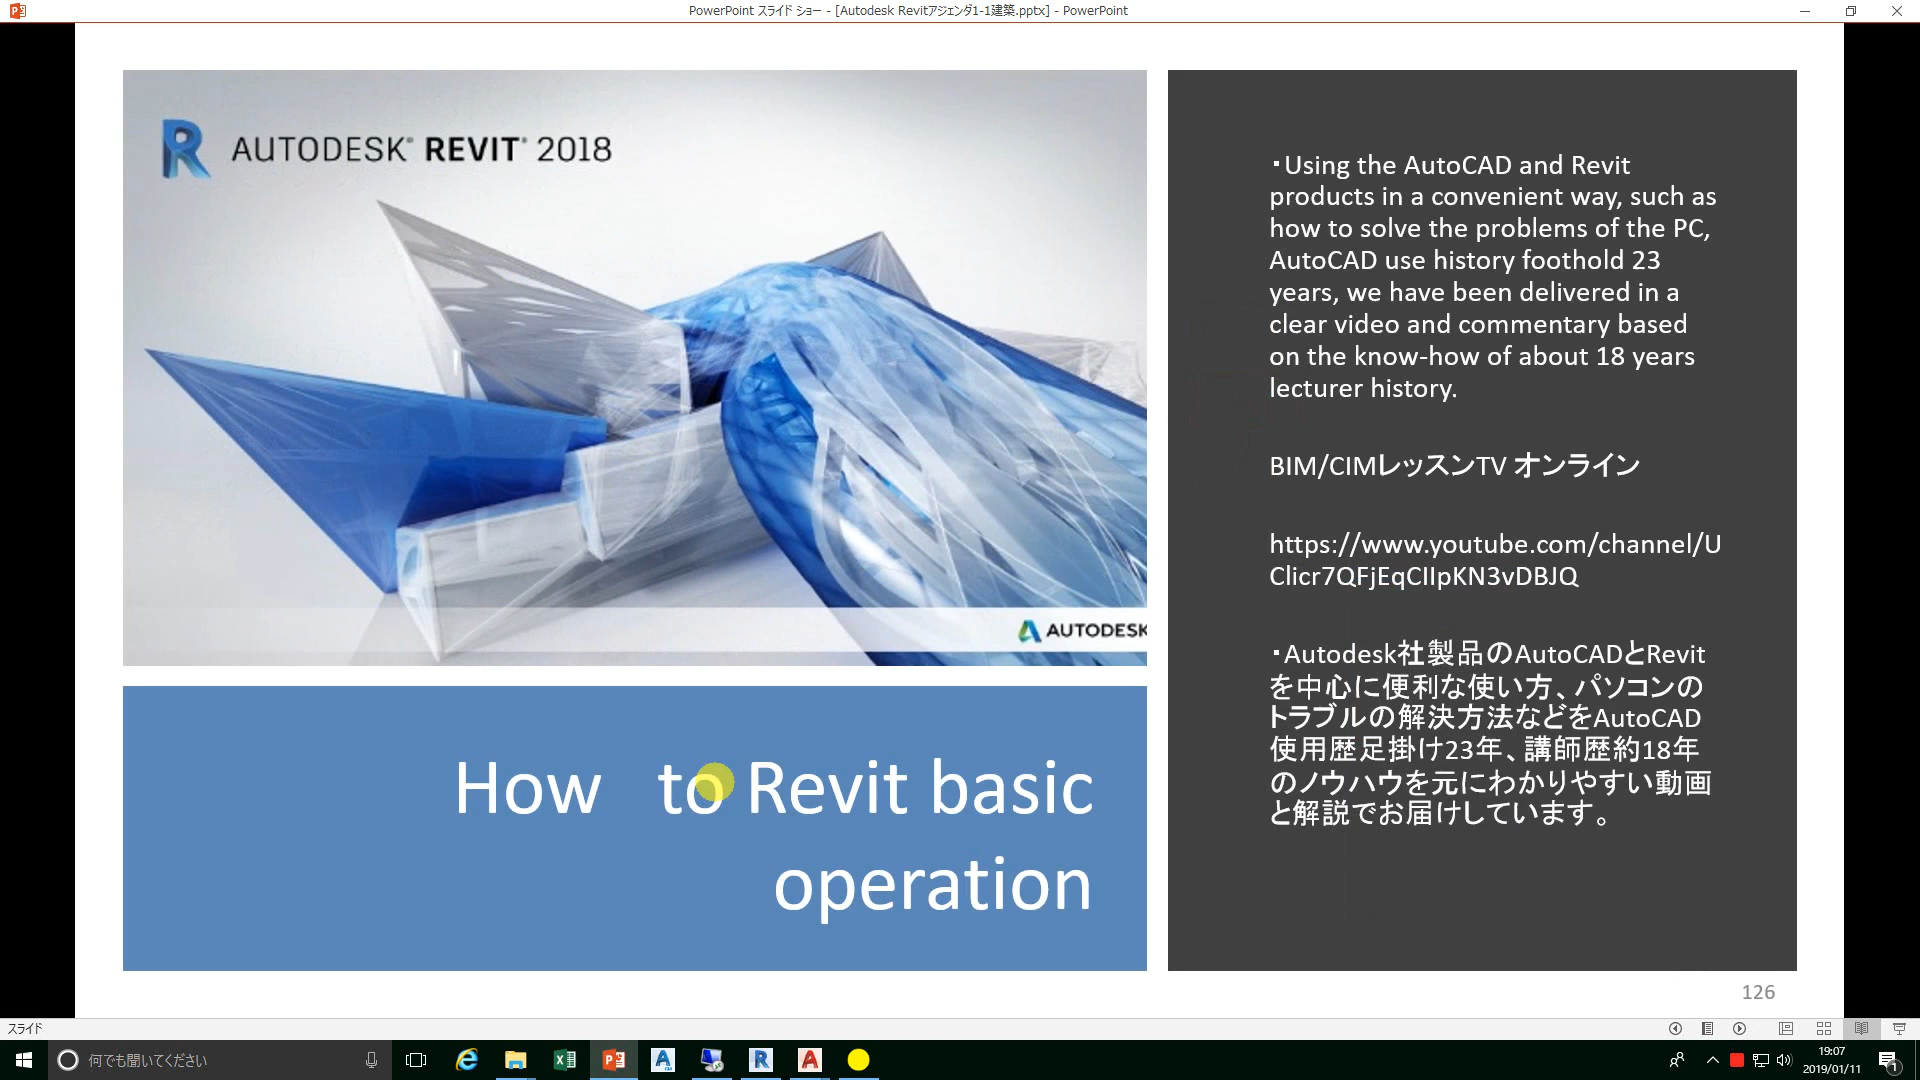 PowerPoint スライド ショー - [Autodesk Revitアジェンダ1-1建築.pptx] - PowerPoint
AUTODESK® REVIT® 2018
AUTODESK
How to Revit basic
operation
・Using the AutoCAD and Revit
products in a convenient way, such as
how to solve the problems of the PC,
AutoCAD use history foothold 23
years, we have been delivered in a
clear video and commentary based
on the know-how of about 18 years
lecturer history.
BIM/CIMレッスンTV オンライン
https://www.youtube.com/channel/U
Clicr7QFjEqCIIpKN3vDBJQ
・Autodesk社製品のAutoCADとRevit
を中心に便利な使い方、パソコンの
トラブルの解決方法などをAutoCAD
使用歴足掛け23年、講師歴約18年
のノウハウを元にわかりやすい動画
と解説でお届けしています。
126
スライド
何でも聞いてください
19:07
2019/01/11
1